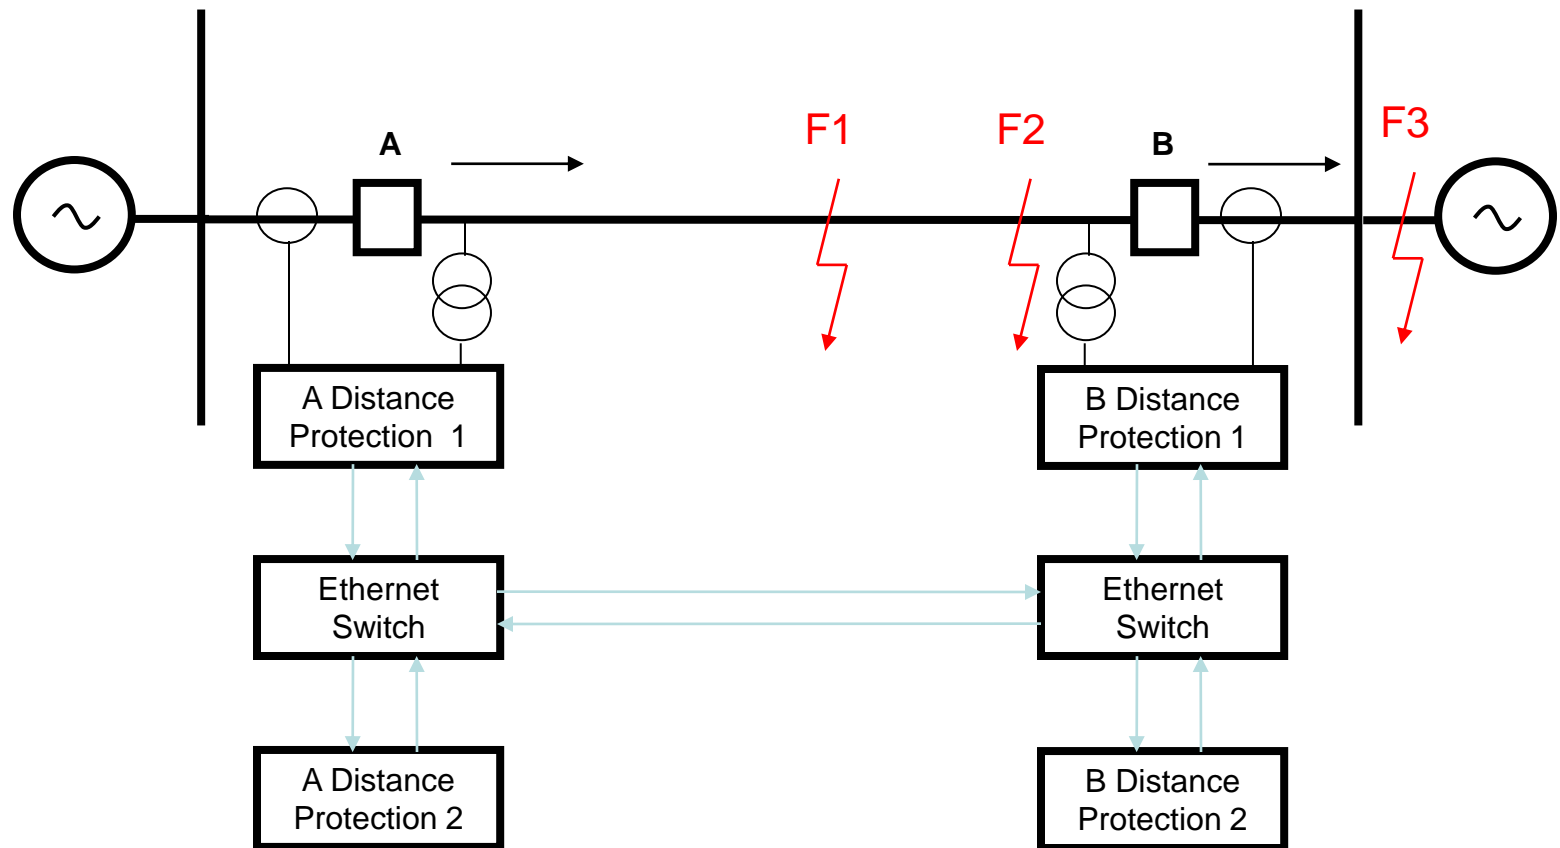 A
F1
F2
B
F3
A Distance
Protection 1
B Distance
Protection 1
Ethernet
Switch
Ethernet
Switch
A Distance
Protection 2
B Distance
Protection 2